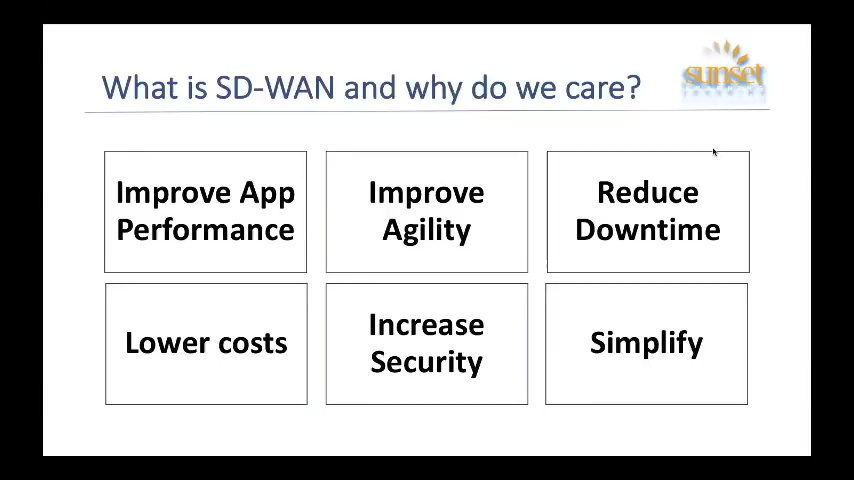 What is SD-WAN and why do we care?
sunset
Improve App
Performance
Improve
Agility
Reduce
Downtime
Lower costs
Increase
Security
Simplify